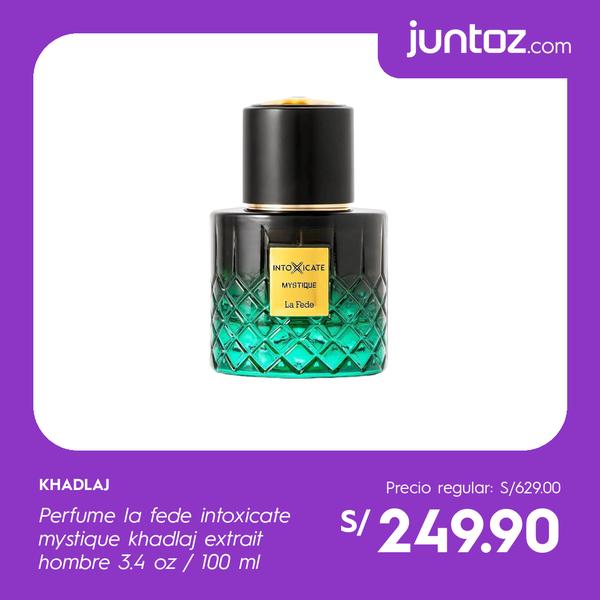 juntoz.com
INTOXICATE
MYSTIQUE
La Fede
KHADLAJ
Perfume la fede intoxicate
mystique khadlaj extrait
hombre 3.4 oz / 100 ml
Precio regular: S/629.00
S/ 249.90